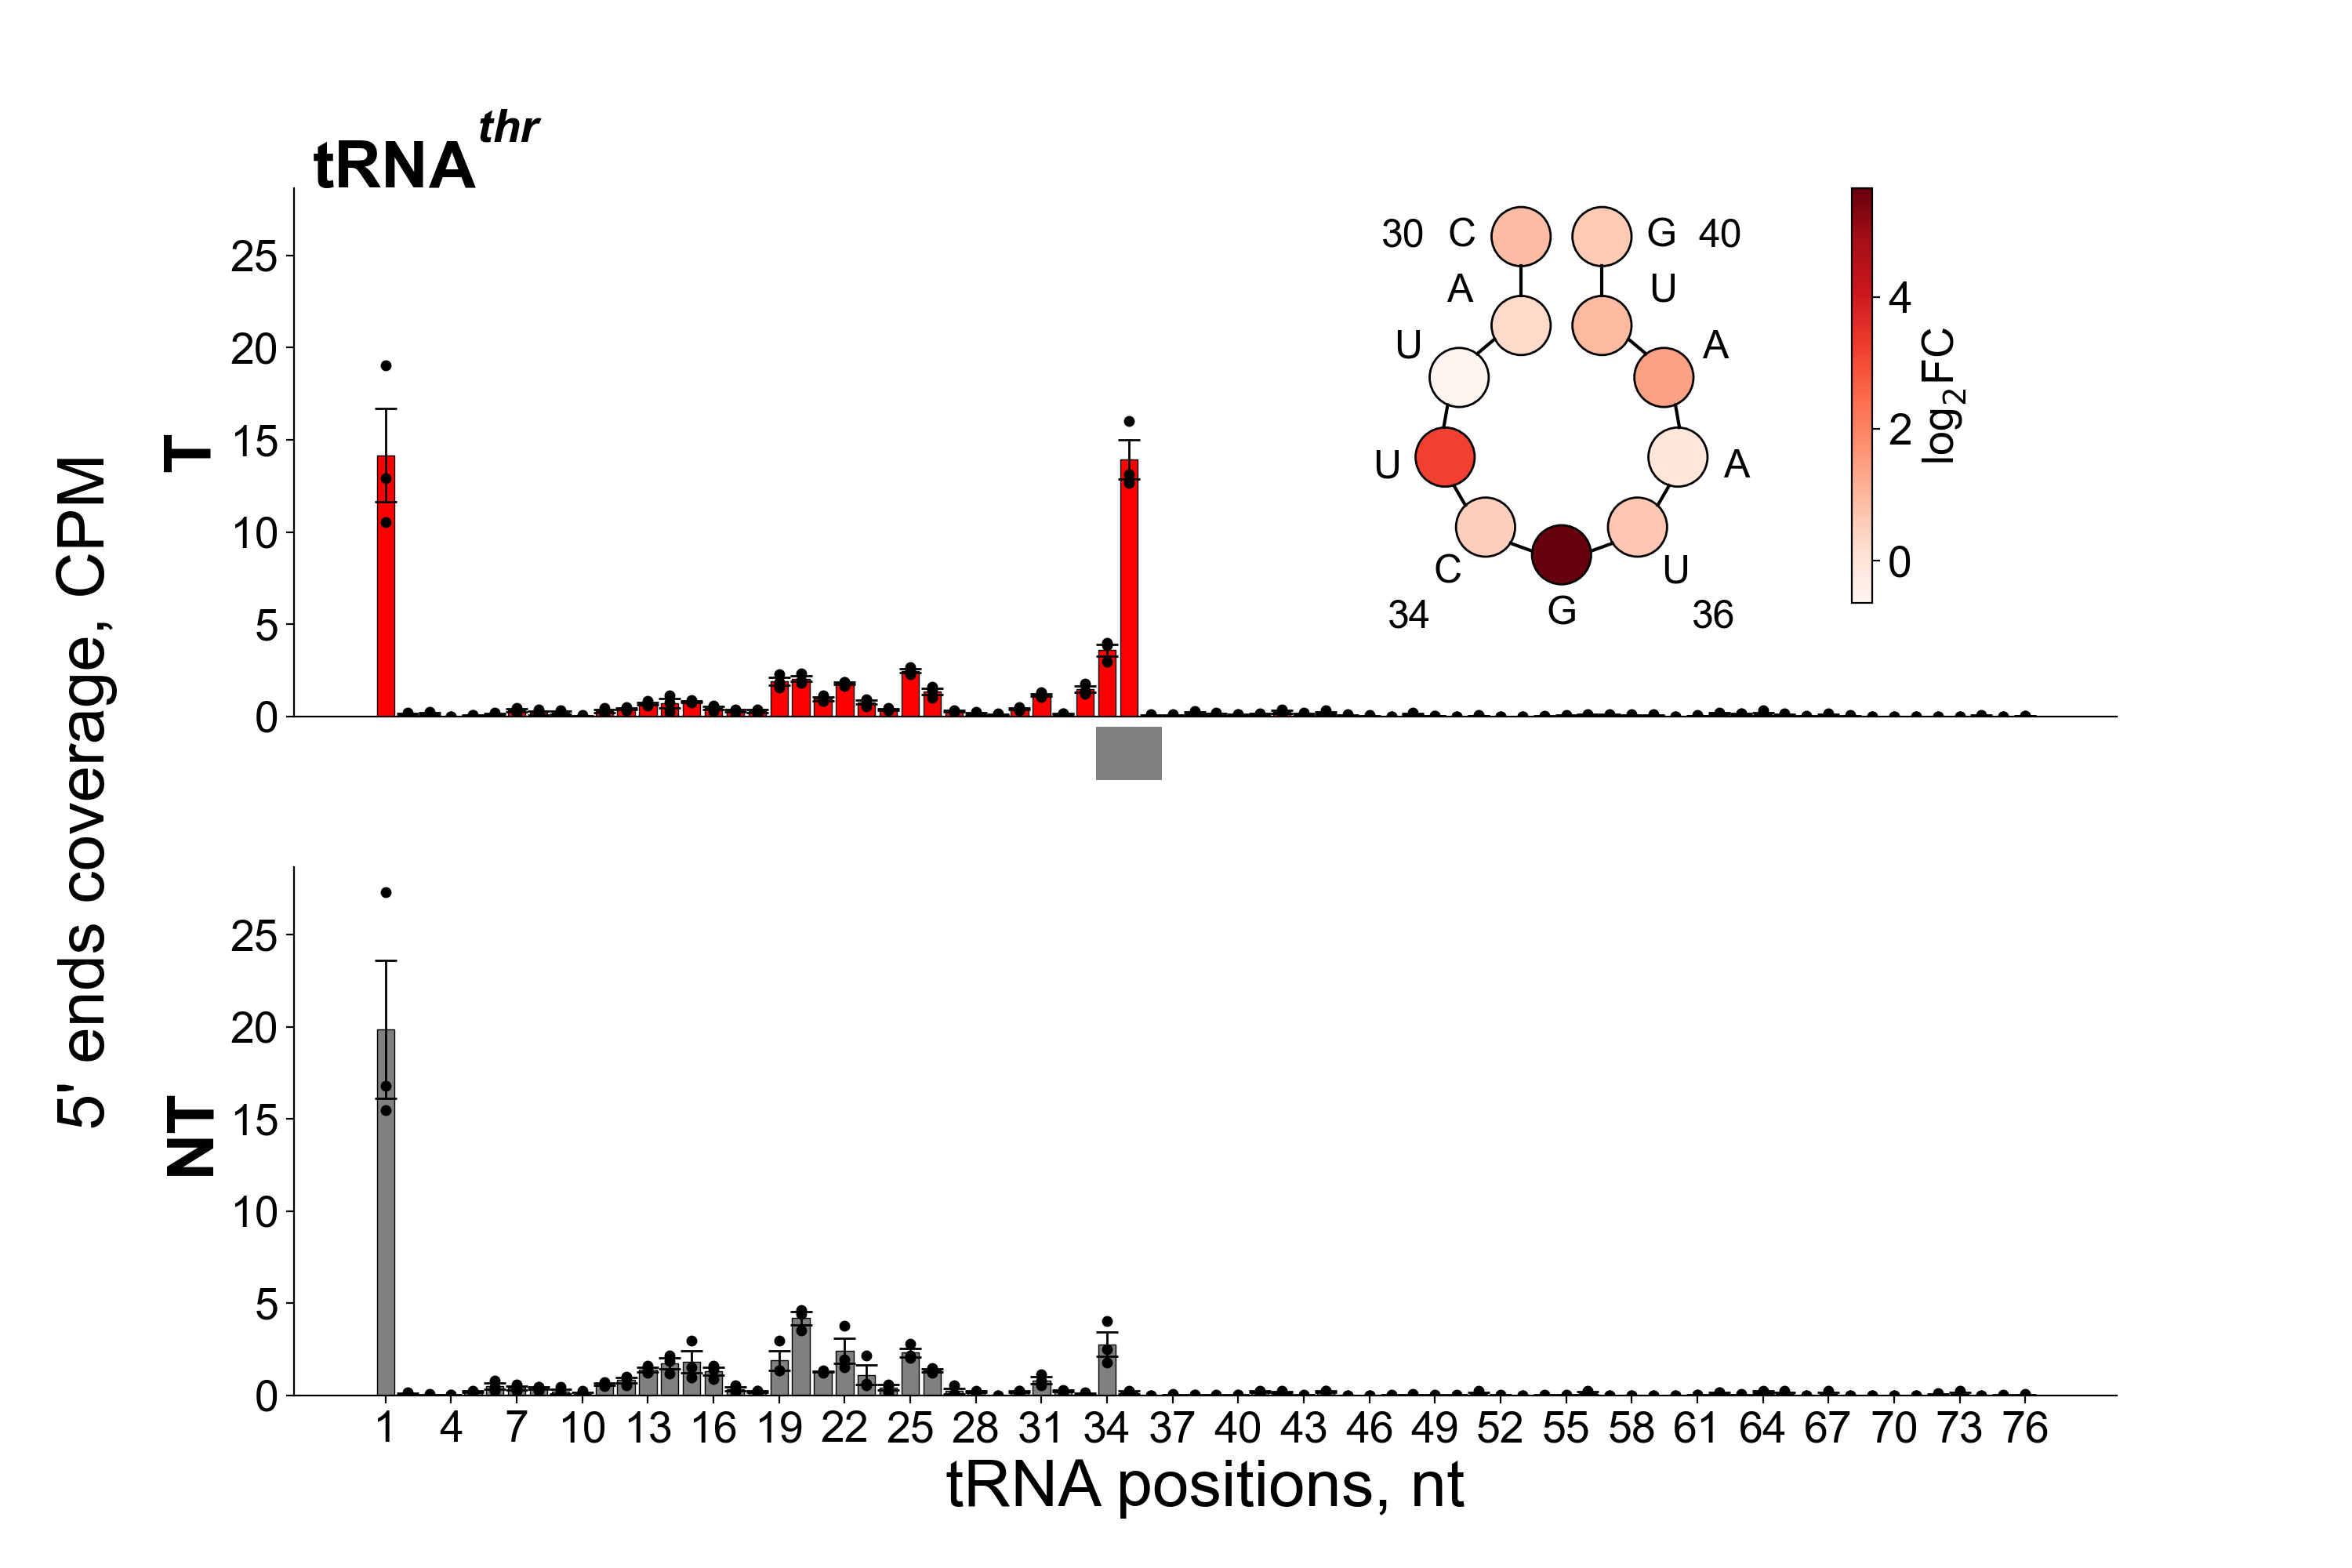 tRNA^thr
5' ends coverage, CPM
T
25
20
15
10
5
0
30 C G 40
A U
U A
U A
C U
34 G 36
4
2
0
log₂FC
NT
25
20
15
10
5
0
1 4 7 10 13 16 19 22 25 28 31 34 37 40 43 46 49 52 55 58 61 64 67 70 73 76
tRNA positions, nt